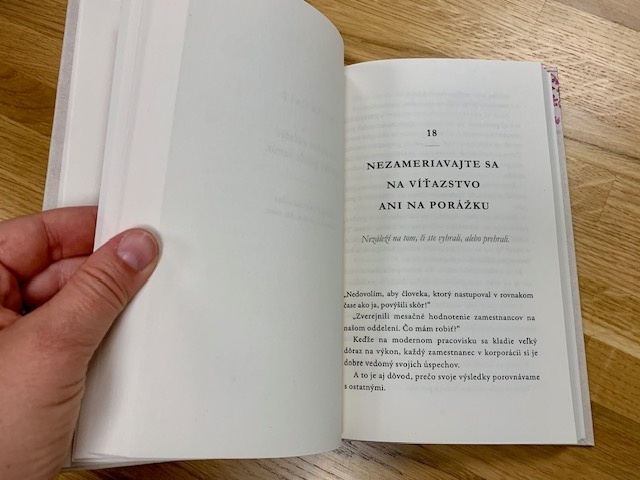 18
NEZAMERIAVAJTE SA
NA VÍŤAZSTVO
ANI NA PORÁŽKU
Nezáleží na tom, či ste vyhrali, alebo prehrali.
„Nedovolím, aby človeka, ktorý nastupoval v rovnakom
čase ako ja, povýšili skôr!“
„Zverejnili mesačné hodnotenie zamestnancov na
našom oddelení. Čo mám robiť?“
Keďže na modernom pracovisku sa kladie veľký
dôraz na výkon, každý zamestnanec v korporácii si je
dobre vedomý svojich úspechov.
A to je aj dôvod, prečo svoje výsledky porovnávame
s ostatnými.